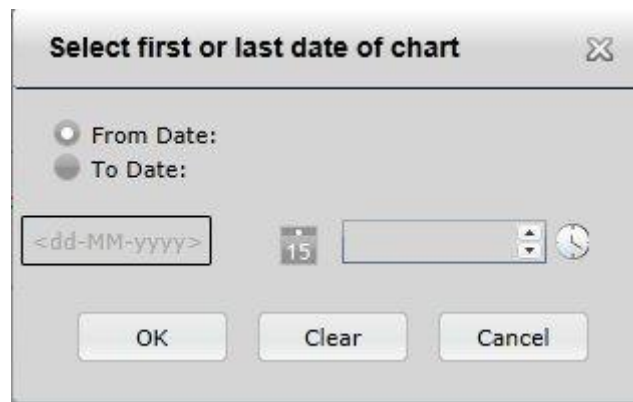 Select first or last date of chart
From Date:
To Date:
<dd-MM-yyyy>
15
OK Clear Cancel